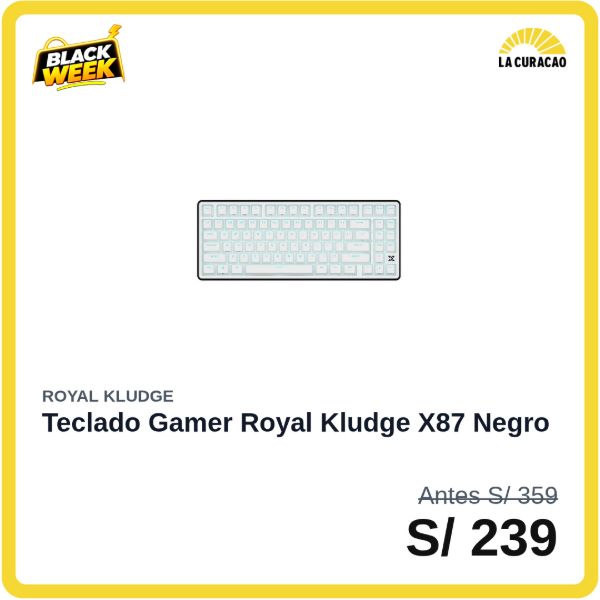 BLACK
WEEK
LA CURACAO
ROYAL KLUDGE
Teclado Gamer Royal Kludge X87 Negro
Antes S/ 359
S/ 239